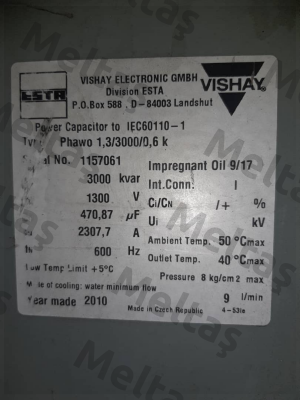 VISHAY ELECTRONIC GMBH
Division ESTA
P.O.Box 588, D-84003 Landshut
ESTA
VISHAY
Power Capacitor to IEC60110-1
Phawo 1,3/3000/0,6 k
1157061 Impregnant Oil 9/17
3000 kvar Int.Conn: I
1300 V Ci/CN /+ %
470,87 µF Ui kV
2307,7 A Ambient Temp. 50 °Cmax
600 Hz Outlet Temp. 40 °Cmax
Low Temp Limit +5°C Pressure 8 kg/cm2 max
of cooling: water minimum flow 9 l/min
Year made 2010 Made in Czech Republic
Meltaş